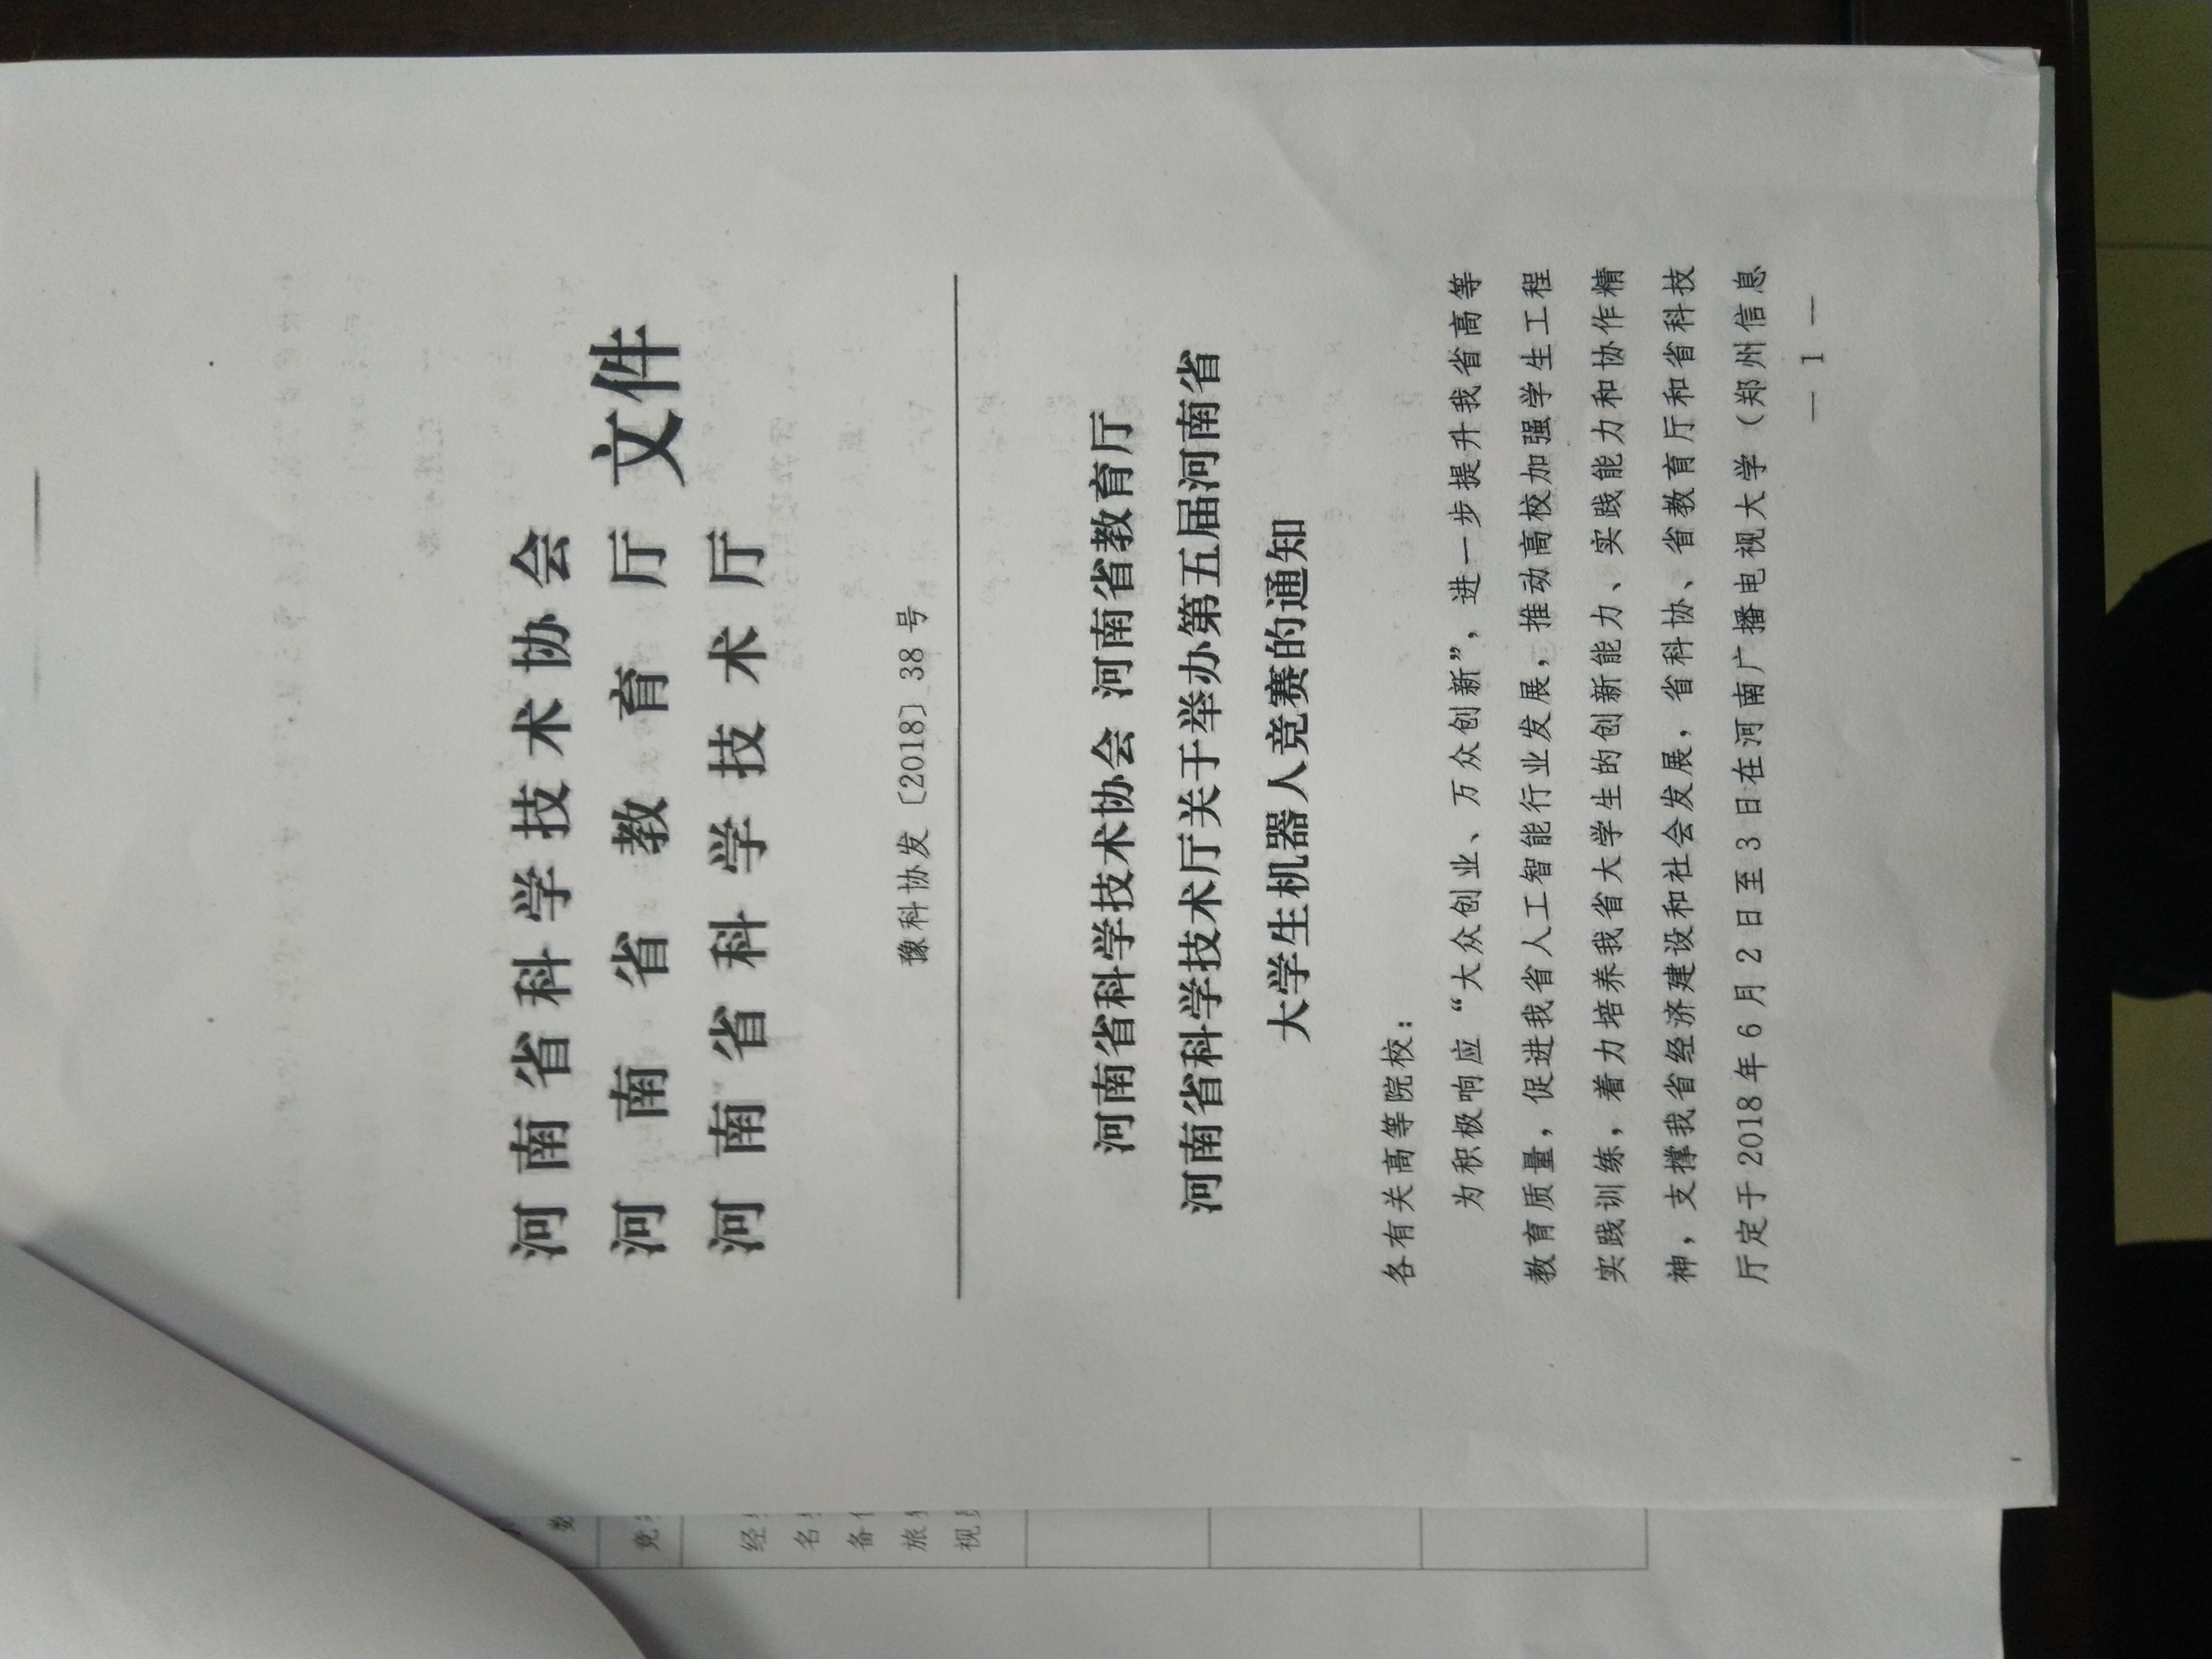 河南省科学技术协会
河南省教育厅 文件
河南省科学技术厅
豫科协发〔2018〕38 号
河南省科学技术协会 河南省教育厅
河南省科学技术厅关于举办第五届河南省
大学生机器人竞赛的通知
各有关高等院校：
为积极响应“大众创业、万众创新”，进一步提升我省高等
教育质量，促进我省人工智能行业发展，推动高校加强学生工程
实践训练，着力培养我省大学生的创新能力、实践能力和协作精
神，支撑我省经济建设和社会发展，省科协、省教育厅和省科技
厅定于 2018 年 6 月 2 日至 3 日在河南广播电视大学（郑州信息
— 1 —
竞
经
名
备
旅
视